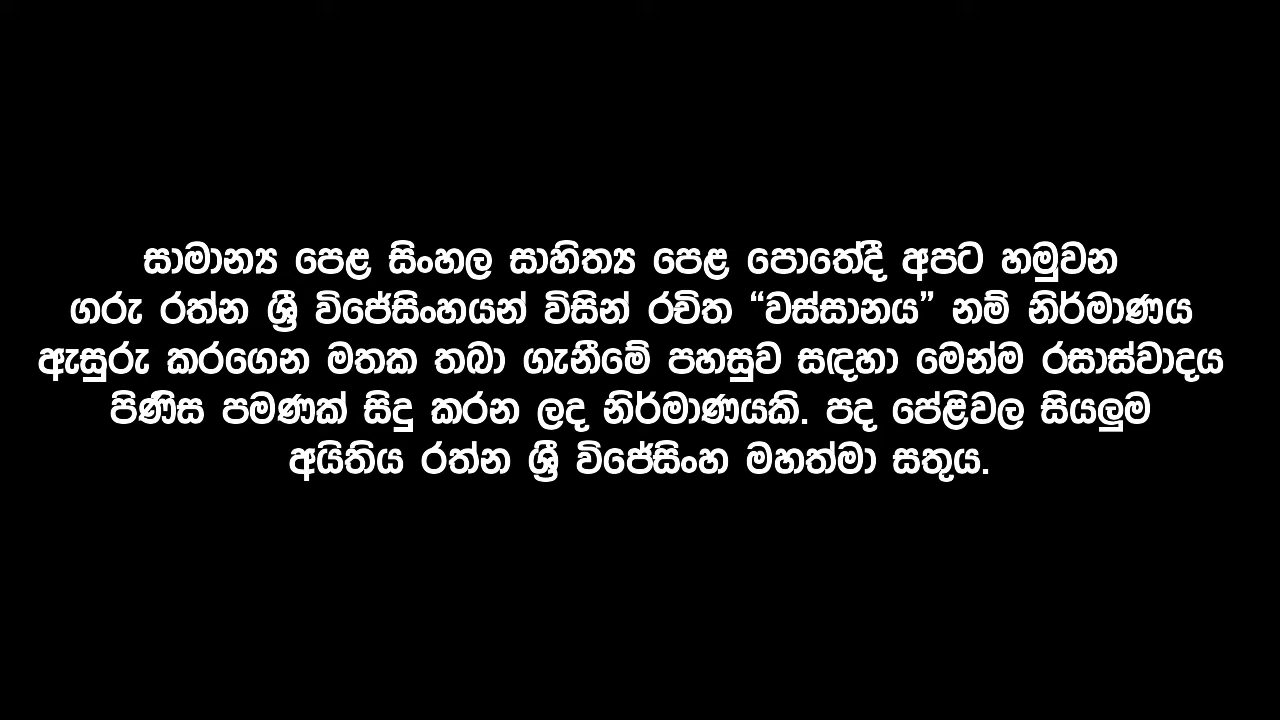 සාමාන්‍ය පෙළ සිංහල සාහිත්‍ය පෙළ පොතේදී අපට හමුවන
ගරු රත්න ශ්‍රී විජේසිංහයන් විසින් රචිත “වස්සානය” නම් නිර්මාණය
ඇසුරු කරගෙන මතක තබා ගැනීමේ පහසුව සඳහා මෙන්ම රසාස්වාදය
පිණිස පමණක් සිදු කරන ලද නිර්මාණයකි. පද පේළිවල සියලුම
අයිතිය රත්න ශ්‍රී විජේසිංහ මහත්මා සතුය.